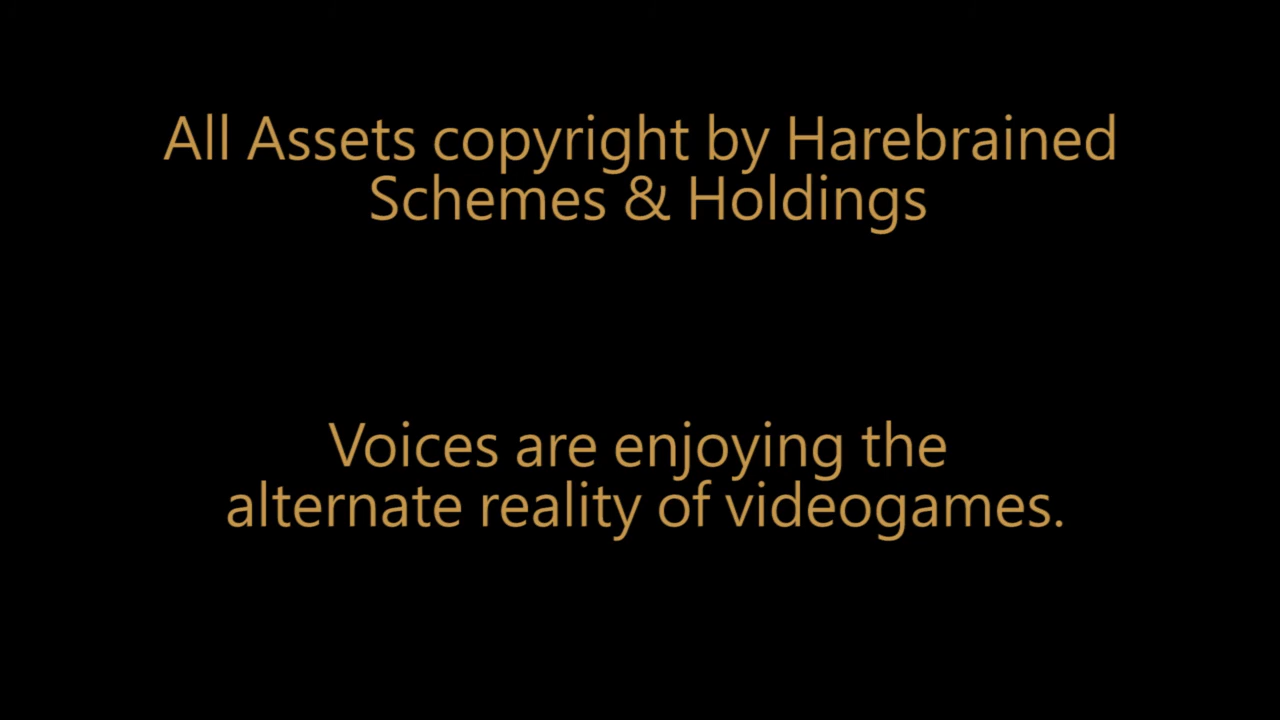 All Assets copyright by Harebrained
Schemes & Holdings
Voices are enjoying the
alternate reality of videogames.